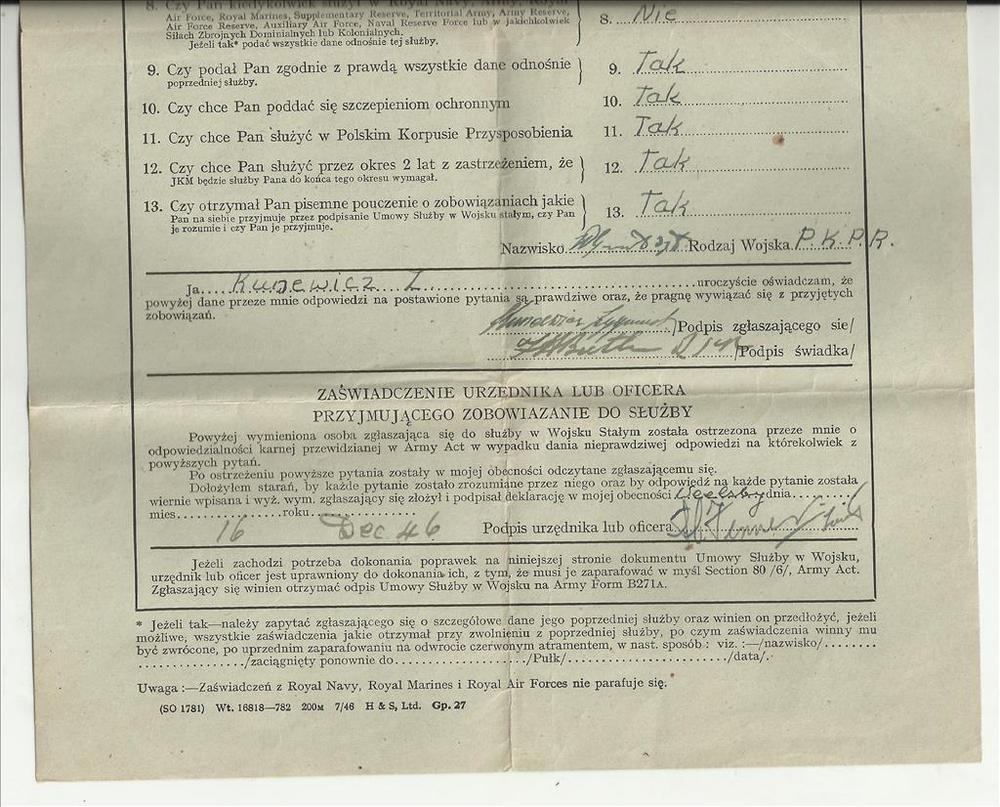 8. Czy Pan kiedykolwiek służył w Royal Navy, Army, Royal
Air Force, Royal Marines, Supplementary Reserve, Territorial Army, Army Reserve,
Air Force Reserve, Auxiliary Air Force, Naval Reserve Force lub w jakichkolwiek
Siłach Zbrojnych Dominialnych lub Kolonialnych.
Jeżeli tak* podać wszystkie dane odnośnie tej służby.
8. Nie
9. Czy podał Pan zgodnie z prawdą wszystkie dane odnośnie
poprzedniej służby.
9. Tak
10. Czy chce Pan poddać się szczepieniom ochronnym
10. Tak
11. Czy chce Pan służyć w Polskim Korpusie Przysposobienia
11. Tak
12. Czy chce Pan służyć przez okres 2 lat z zastrzeżeniem, że
JKM będzie służby Pana do końca tego okresu wymagał.
12. Tak
13. Czy otrzymał Pan pisemne pouczenie o zobowiązaniach jakie
Pan na siebie przyjmuje przez podpisanie Umowy Służby w Wojsku stałym, czy Pan
je rozumie i czy Pan je przyjmuje.
13. Tak
Nazwisko Rodzaj Wojska P.K.P.R.
Ja Kunewicz Z uroczyście oświadczam, że
powyżej dane przeze mnie odpowiedzi na postawione pytania są prawdziwe oraz, że pragnę wywiązać się z przyjętych
zobowiązań.
/Podpis zgłaszającego sie/
/Podpis świadka/
ZAŚWIADCZENIE URZĘDNIKA LUB OFICERA
PRZYJMUJĄCEGO ZOBOWIAZANIE DO SŁUŻBY
Powyżej wymieniona osoba zgłaszająca się do służby w Wojsku Stałym została ostrzozona przeze mnie o
odpowiedzialności karnej przewidzianej w Army Act w wypadku dania nieprawdziwej odpowiedzi na którekolwiek z
powyższych pytań.
Po ostrzeżeniu powyższe pytania zostały w mojej obecności odczytane zgłaszającemu się.
Dołożyłem starań, by każde pytanie zostało zrozumiane przez niego oraz by odpowiedź na każde pytanie została
wiernie wpisana i wyż. wym. zgłaszający się złożył i podpisał deklarację w mojej obecności dnia
mies roku
16 Dec 46 Podpis urzędnika lub oficera
Jeżeli zachodzi potrzeba dokonania poprawek na niniejszej stronie dokumentu Umowy Służby w Wojsku,
urzędnik lub oficer jest uprawniony do dokonania ich, z tym, że musi je zaparafować w myśl Section 80 /6/, Army Act.
Zgłaszający się winien otrzymać odpis Umowy Służby w Wojsku na Army Form B271A.
* Jeżeli tak—należy zapytać zgłaszającego się o szczegółowe dane jego poprzedniej służby oraz winien on przedłożyć, jeżeli
możliwe, wszystkie zaświadczenia jakie otrzymał przy zwolnieniu z poprzedniej służby, po czym zaświadczenia winny mu
być zwrócone, po uprzednim zaparafowaniu na odwrocie czerwonym atramentem, w nast. sposób : viz. :—/nazwisko/
/zaciągnięty ponownie do /Pułk/ /data/.
Uwaga :—Zaświadczeń z Royal Navy, Royal Marines i Royal Air Forces nie parafuje się.
(SO 1781) Wt. 16818—782 200M 7/46 H & S, Ltd. Gp. 27